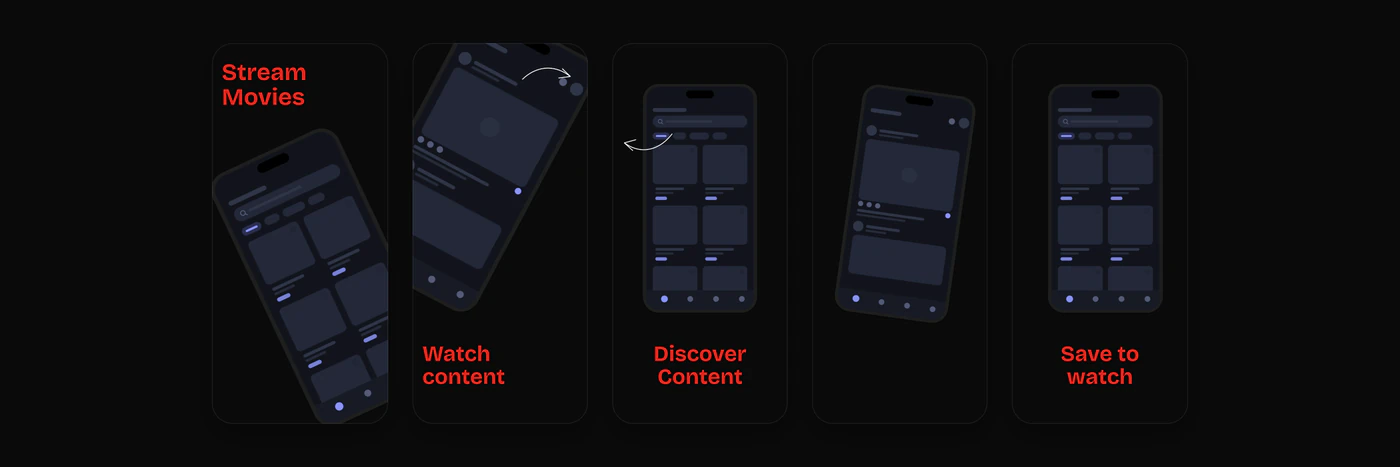 Stream
Movies
Watch
content
Discover
Content
Save to
watch